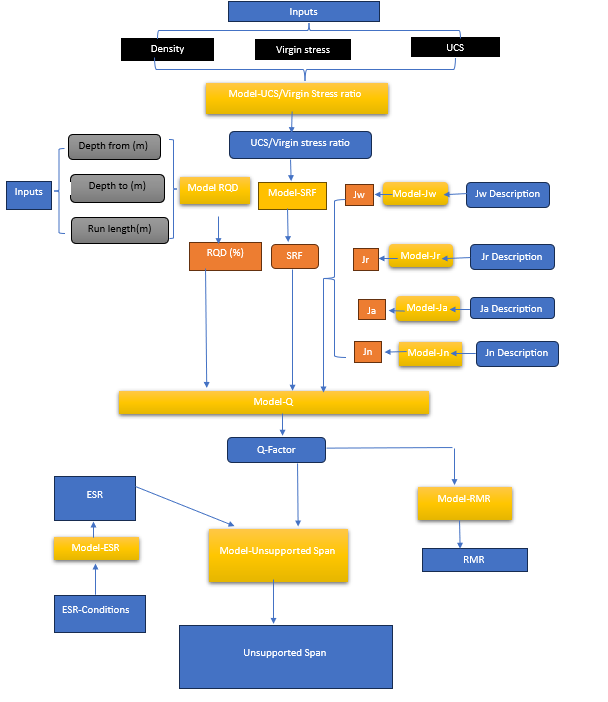 Inputs
Density
Virgin stress
UCS
Model-UCS/Virgin Stress ratio
UCS/Virgin stress ratio
Depth from (m)
Inputs
Depth to (m)
Run length(m)
Model RQD
Model-SRF
Jw
Model-Jw
Jw Description
RQD (%)
SRF
Jr
Model-Jr
Jr Description
Ja
Model-Ja
Ja Description
Jn
Model-Jn
Jn Description
Model-Q
Q-Factor
ESR
Model-RMR
Model-ESR
Model-Unsupported Span
RMR
ESR-Conditions
Unsupported Span